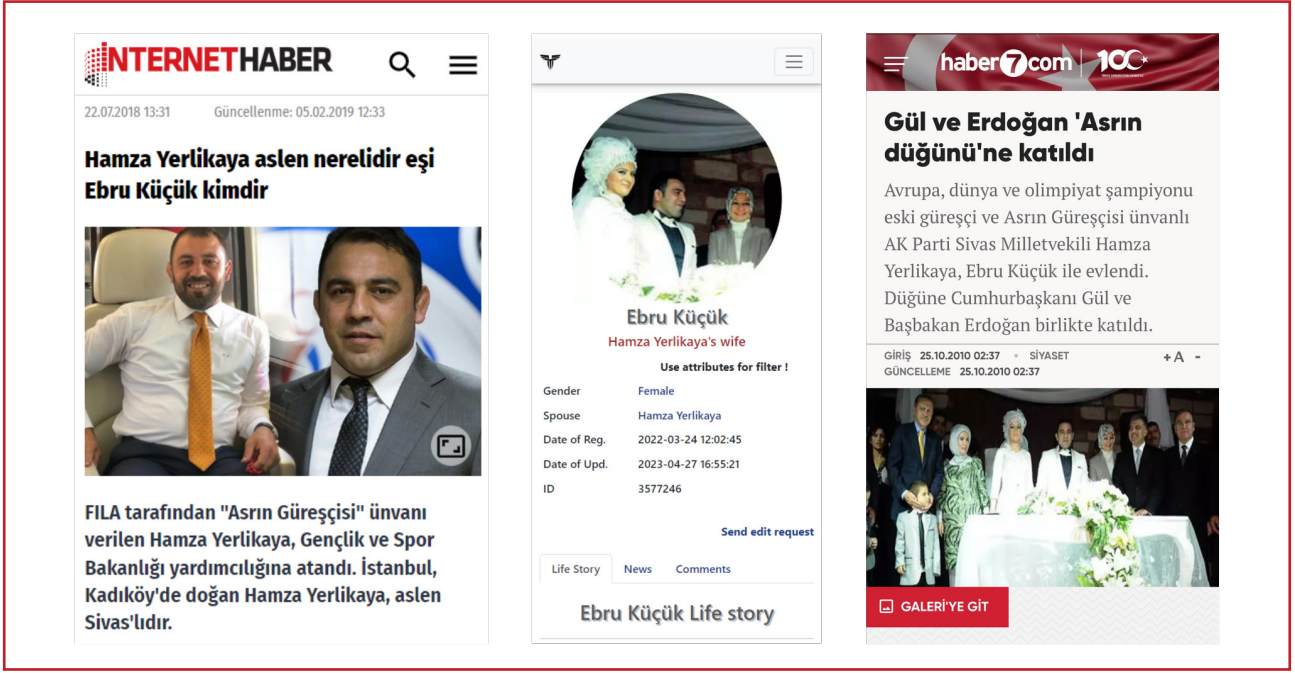 İNTERNETHABER
22.07.2018 13:31 Güncellenme: 05.02.2019 12:33
Hamza Yerlikaya aslen nerelidir eşi
Ebru Küçük kimdir
FILA tarafından "Asrın Güreşçisi" ünvanı
verilen Hamza Yerlikaya, Gençlik ve Spor
Bakanlığı yardımcılığına atandı. İstanbul,
Kadıköy'de doğan Hamza Yerlikaya, aslen
Sivas'lıdır.
Ebru Küçük
Hamza Yerlikaya's wife
Use attributes for filter !
Gender Female
Spouse Hamza Yerlikaya
Date of Reg. 2022-03-24 12:02:45
Date of Upd. 2023-04-27 16:55:21
ID 3577246
Send edit request
Life Story News Comments
Ebru Küçük Life story
haber7com 100
Gül ve Erdoğan 'Asrın
düğünü'ne katıldı
Avrupa, dünya ve olimpiyat şampiyonu
eski güreşçi ve Asrın Güreşçisi ünvanlı
AK Parti Sivas Milletvekili Hamza
Yerlikaya, Ebru Küçük ile evlendi.
Düğüne Cumhurbaşkanı Gül ve
Başbakan Erdoğan birlikte katıldı.
GİRİŞ 25.10.2010 02:37 SİYASET +A -
GÜNCELLEME 25.10.2010 02:37
GALERİ'YE GİT